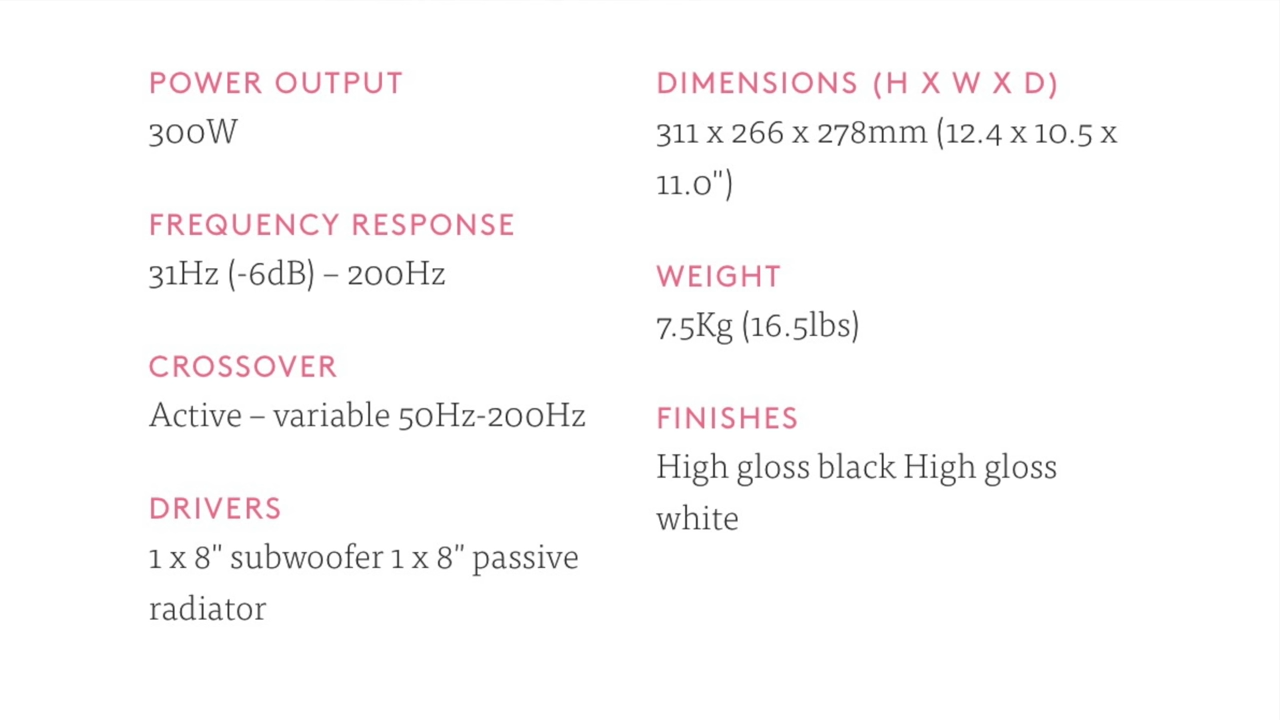 POWER OUTPUT
300W
FREQUENCY RESPONSE
31Hz (-6dB) – 200Hz
CROSSOVER
Active – variable 50Hz-200Hz
DRIVERS
1 x 8" subwoofer 1 x 8" passive
radiator
DIMENSIONS (H X W X D)
311 x 266 x 278mm (12.4 x 10.5 x
11.0")
WEIGHT
7.5Kg (16.5lbs)
FINISHES
High gloss black High gloss
white